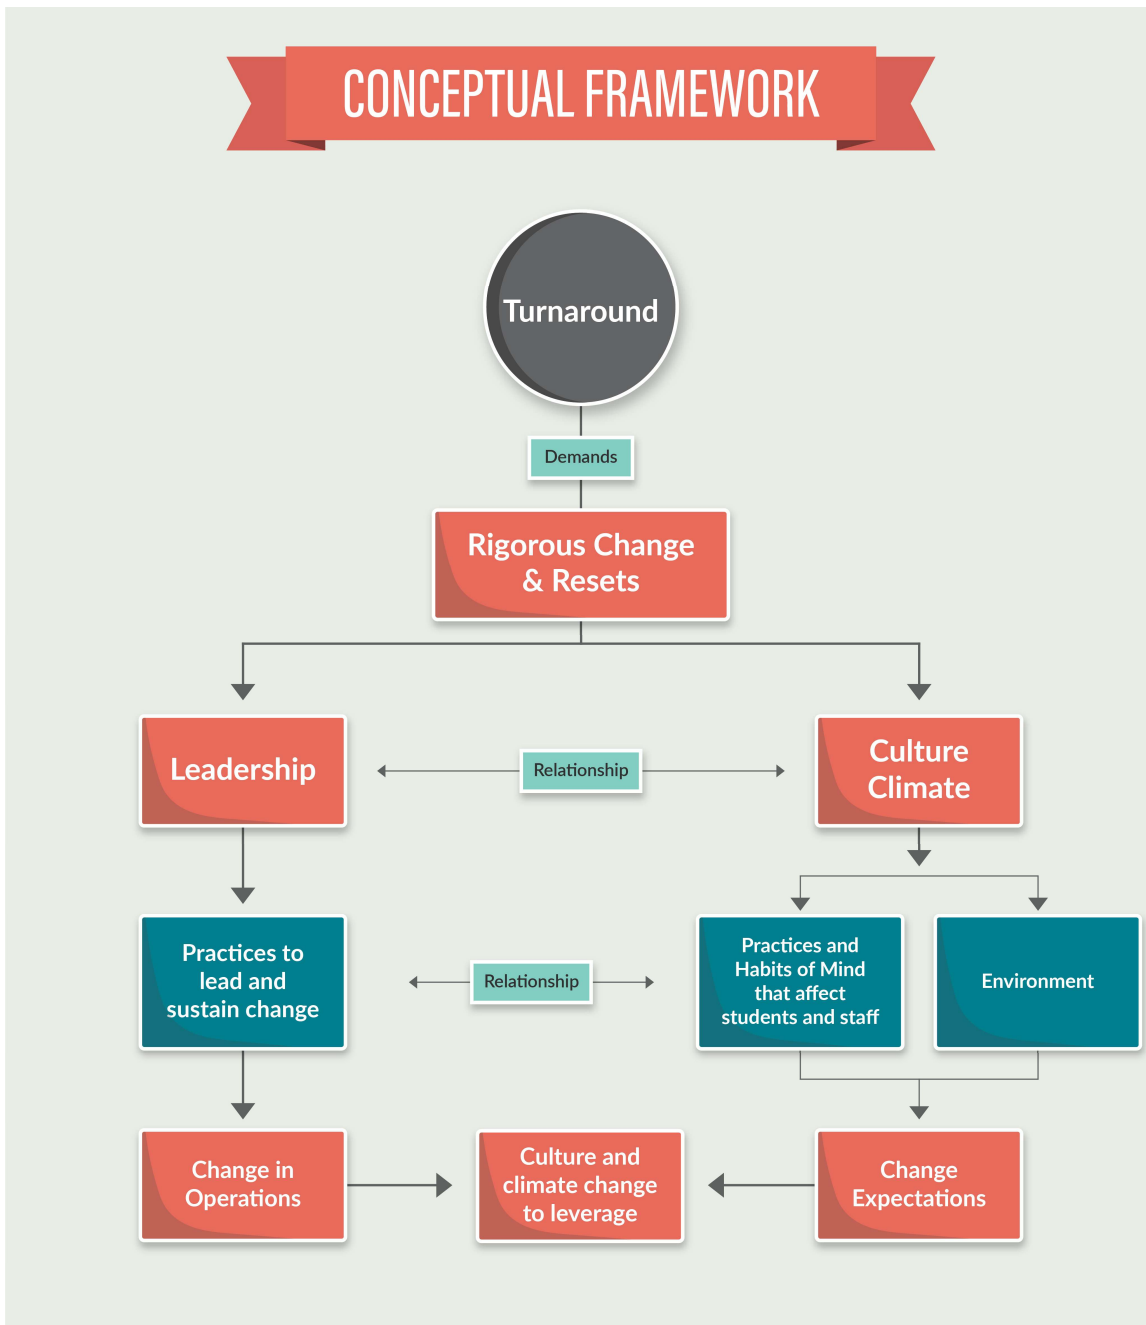 CONCEPTUAL FRAMEWORK
Turnaround
Demands
Rigorous Change
& Resets
Leadership
Relationship
Culture
Climate
Practices to
lead and
sustain change
Relationship
Practices and
Habits of Mind
that affect
students and staff
Environment
Change in
Operations
Culture and
climate change
to leverage
Change
Expectations